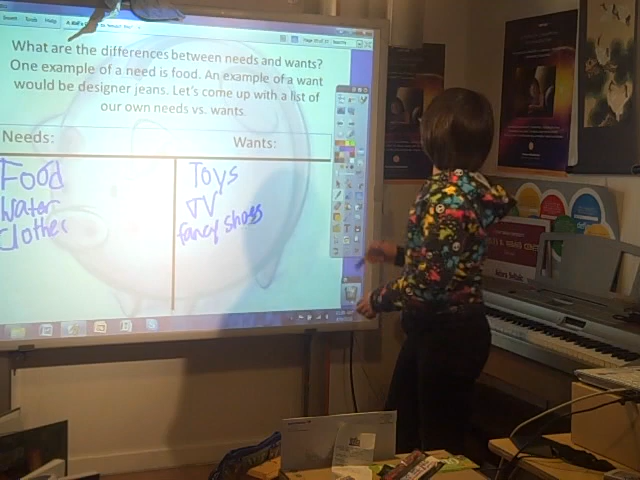 Tools Help
What are the differences between needs and wants?
One example of a need is food. An example of a want
would be designer jeans. Let's come up with a list of
our own needs vs. wants.
Needs: Wants:
Food Toys
Water TV
Clothes fancy shoes